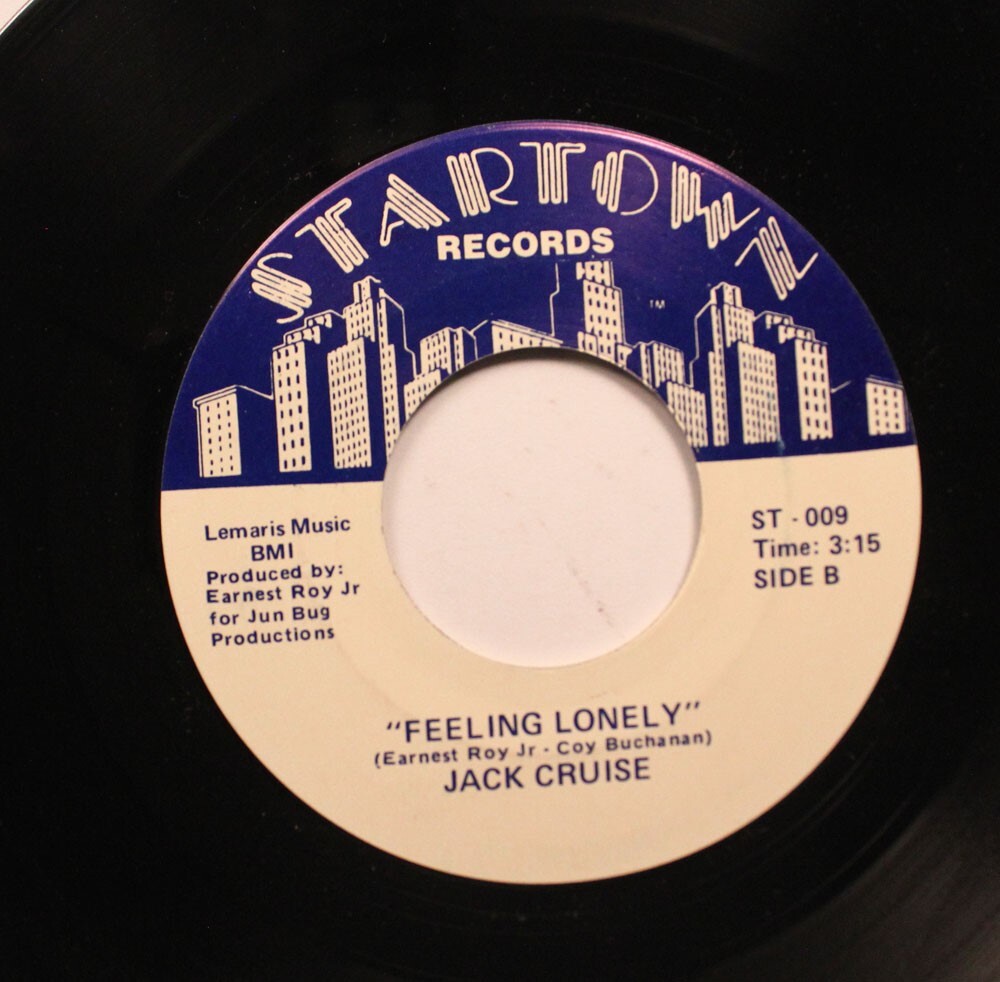 STARTOWN
RECORDS
TM
Lemaris Music
BMI
Produced by:
Earnest Roy Jr
for Jun Bug
Productions
ST - 009
Time: 3:15
SIDE B
"FEELING LONELY"
(Earnest Roy Jr - Coy Buchanan)
JACK CRUISE